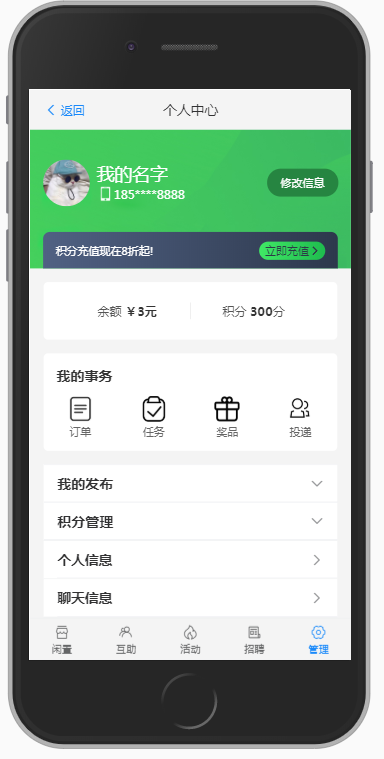 返回 个人中心
我的名字
185****8888
修改信息
积分充值现在8折起!
立即充值
余额 ¥3元 积分 300分
我的事务
订单 任务 奖品 投递
我的发布
积分管理
个人信息
聊天信息
闲置 互助 活动 招聘 管理